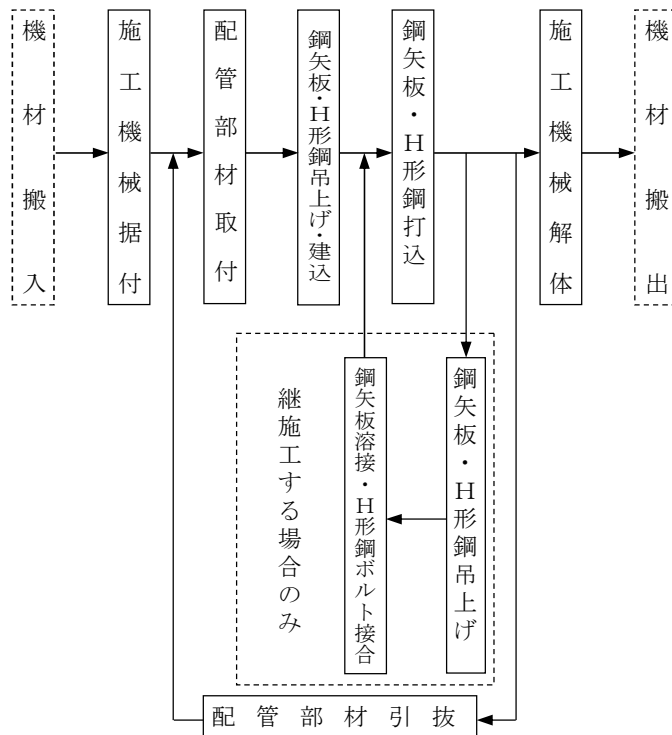 機材搬入
施工機械据付
配管部材取付
鋼矢板・H形鋼吊上げ・建込
鋼矢板・H形鋼打込
施工機械解体
機材搬出
継施工する場合のみ
鋼矢板溶接・H形鋼ボルト接合
鋼矢板・H形鋼吊上げ
配管部材引抜